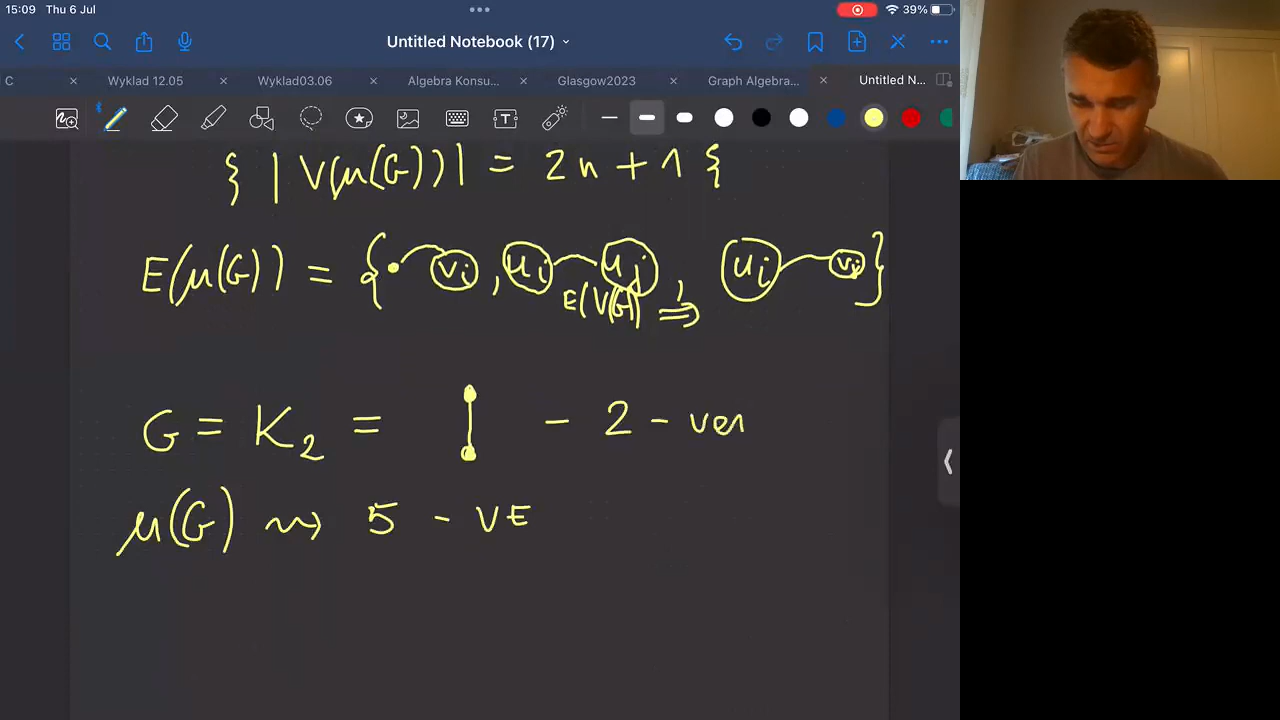 15:09 Thu 6 Jul 39%
Untitled Notebook (17)
C Wyklad 12.05 Wyklad03.06 Algebra Konsu... Glasgow2023 Graph Algebra... Untitled N...
{ | V(μ(G)) | = 2n + 1 {
E(μ(G)) = { • vi , ui uj , ui vj }
E(V(G)) ⇒
G = K2 = - 2 - ver
μ(G) ⇝ 5 - VE